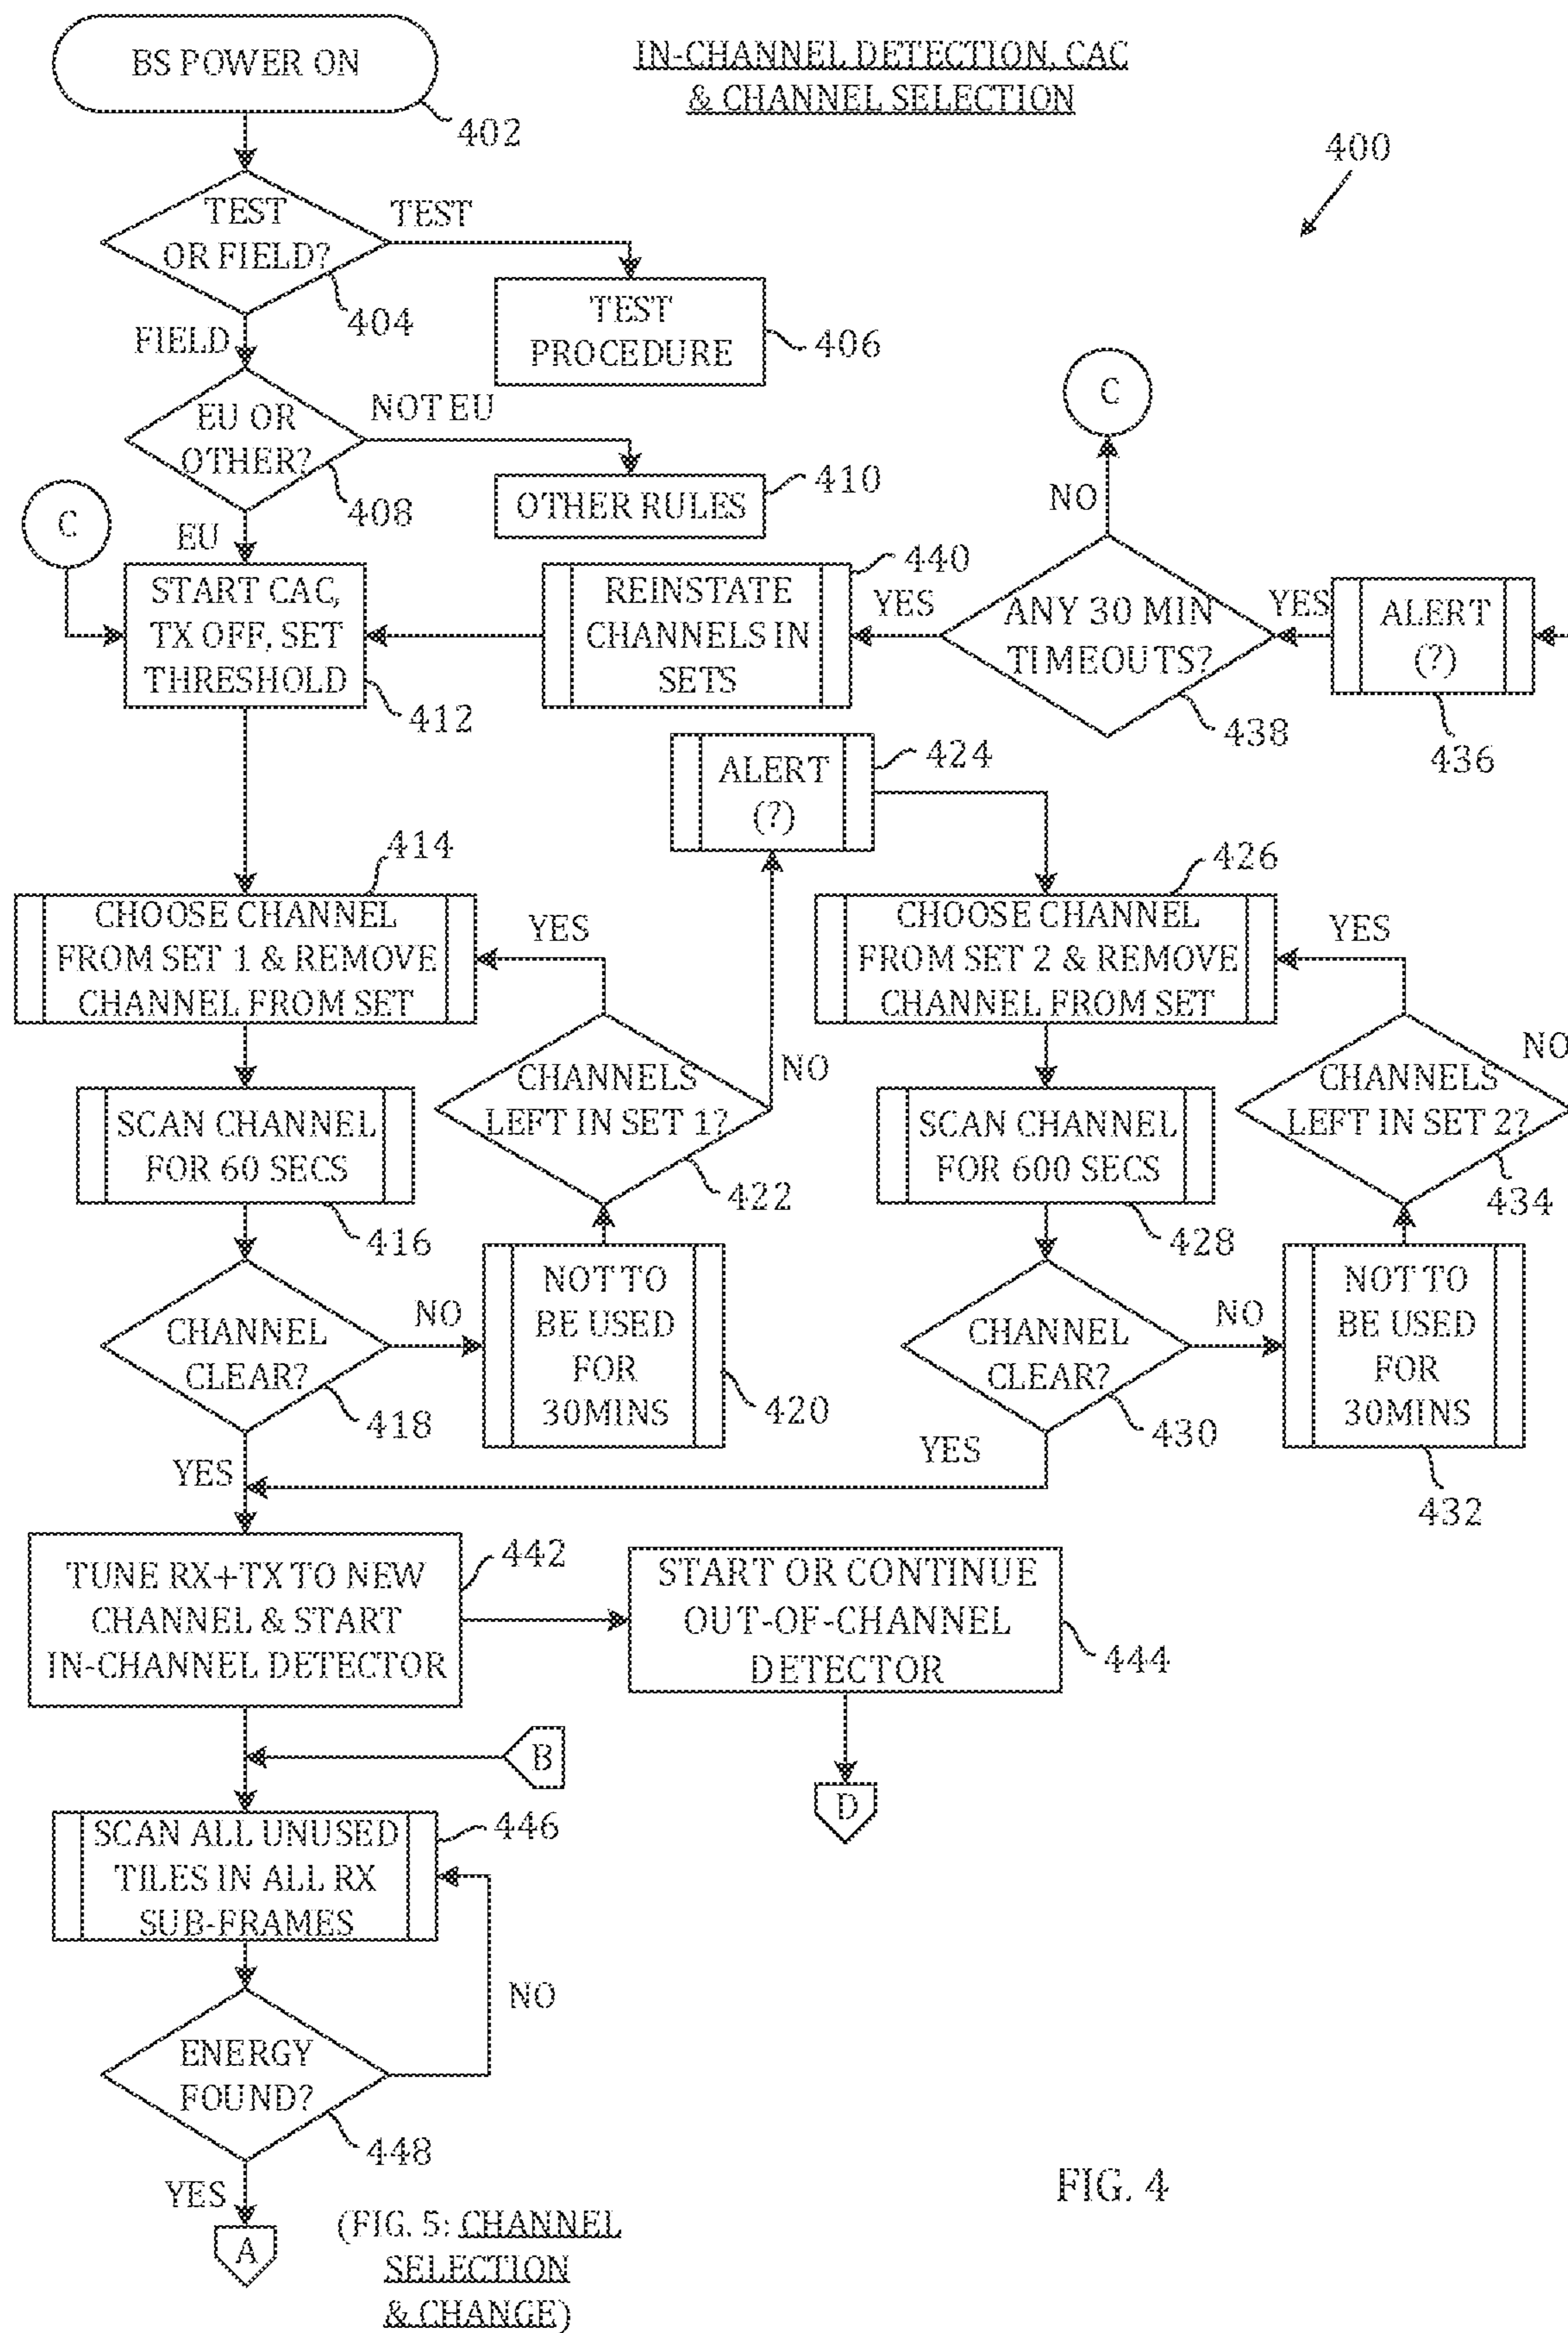 BS POWER ON
402
IN-CHANNEL DETECTION, CAC
& CHANNEL SELECTION
400
TEST
OR FIELD?
404
TEST
TEST
PROCEDURE
406
FIELD
EU OR
OTHER?
408
NOT EU
OTHER RULES
410
EU
C
START CAC,
TX OFF, SET
THRESHOLD
412
C
NO
440
REINSTATE
CHANNELS IN
SETS
YES
ANY 30 MIN
TIMEOUTS?
438
YES
ALERT
(?)
436
ALERT
(?)
424
414
CHOOSE CHANNEL
FROM SET 1 & REMOVE
CHANNEL FROM SET
YES
CHANNELS
LEFT IN SET 1?
422
NO
SCAN CHANNEL
FOR 60 SECS
416
CHANNEL
CLEAR?
418
NO
NOT TO
BE USED
FOR
30MINS
420
YES
426
CHOOSE CHANNEL
FROM SET 2 & REMOVE
CHANNEL FROM SET
YES
CHANNELS
LEFT IN SET 2?
434
NO
SCAN CHANNEL
FOR 600 SECS
428
CHANNEL
CLEAR?
430
NO
NOT TO
BE USED
FOR
30MINS
432
YES
TUNE RX+TX TO NEW
CHANNEL & START
IN-CHANNEL DETECTOR
442
START OR CONTINUE
OUT-OF-CHANNEL
DETECTOR
444
B
D
SCAN ALL UNUSED
TILES IN ALL RX
SUB-FRAMES
446
NO
ENERGY
FOUND?
448
YES
A
(FIG. 5: CHANNEL
SELECTION
& CHANGE)
FIG. 4